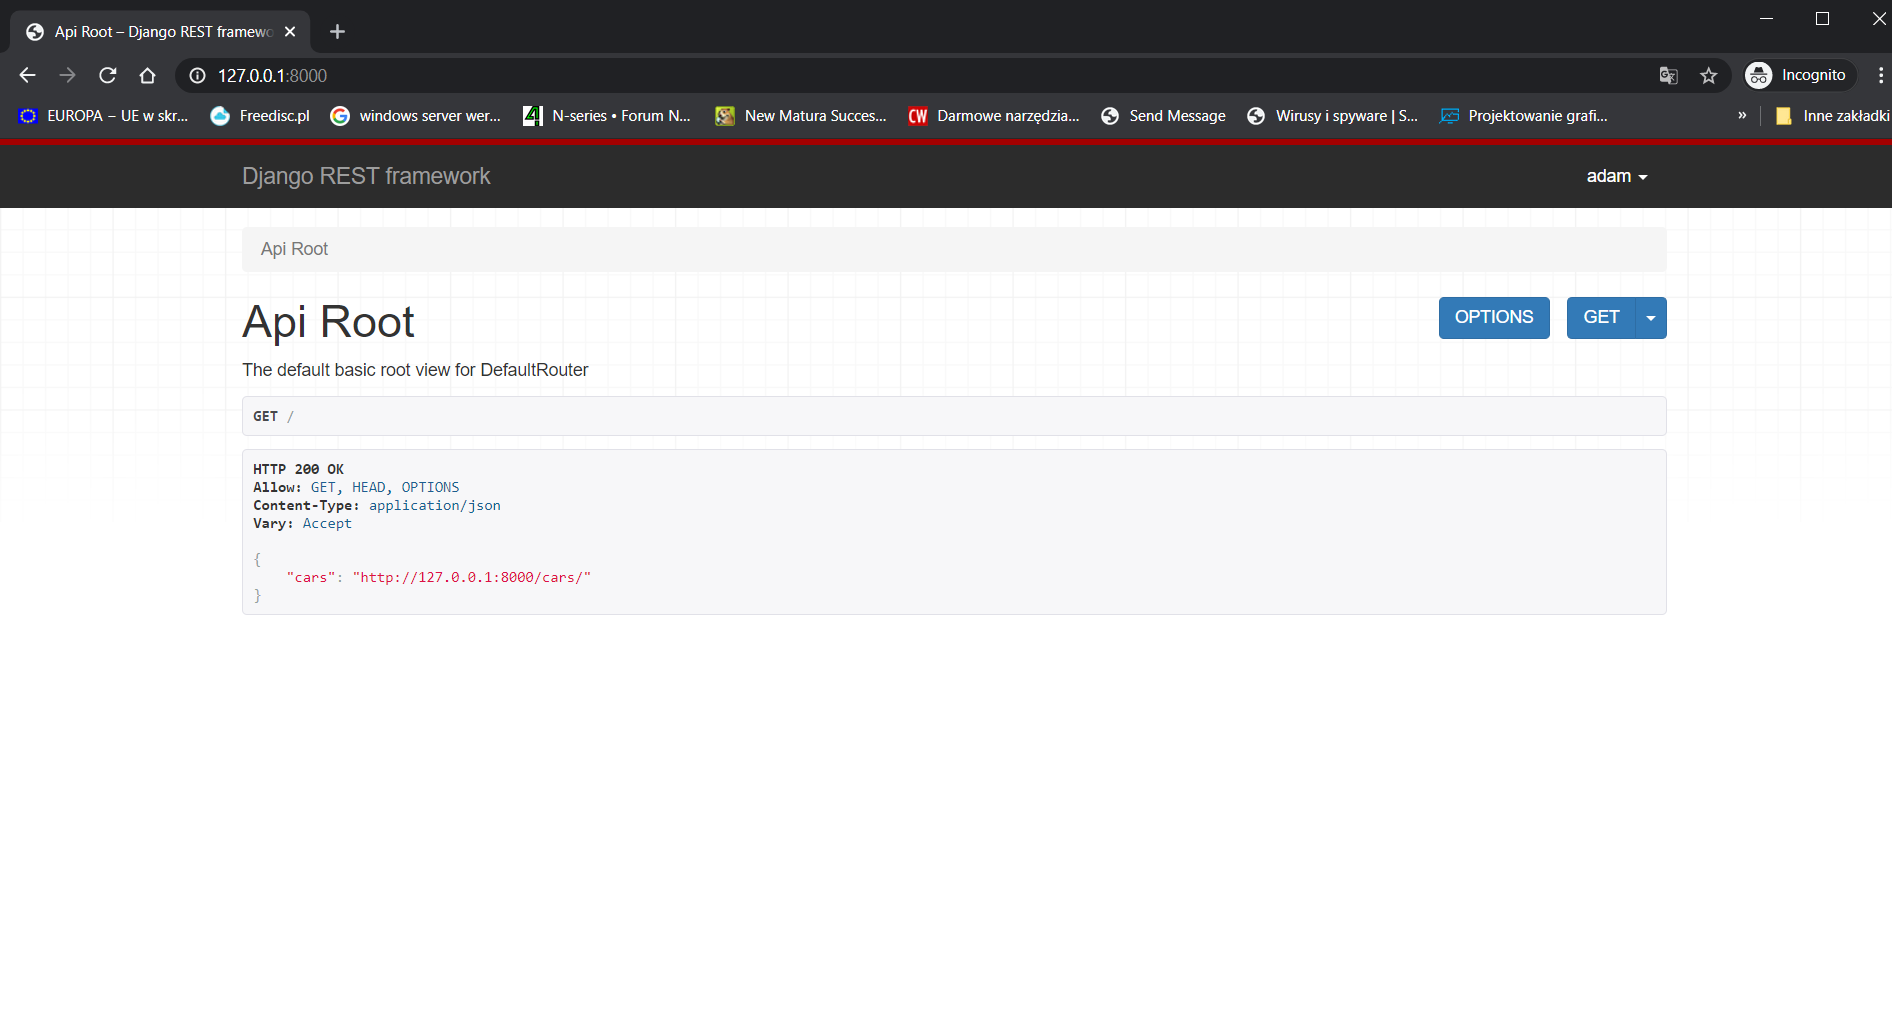 Api Root – Django REST framewo
127.0.0.1:8000
Incognito
EUROPA – UE w skr... Freedisc.pl windows server wer... N-series • Forum N... New Matura Succes... CW Darmowe narzędzia... Send Message Wirusy i spyware | S... Projektowanie grafi... » Inne zakładki
Django REST framework
adam
Api Root
Api Root
OPTIONS
GET
The default basic root view for DefaultRouter
GET /
HTTP 200 OK
Allow: GET, HEAD, OPTIONS
Content-Type: application/json
Vary: Accept
{
"cars": "http://127.0.0.1:8000/cars/"
}